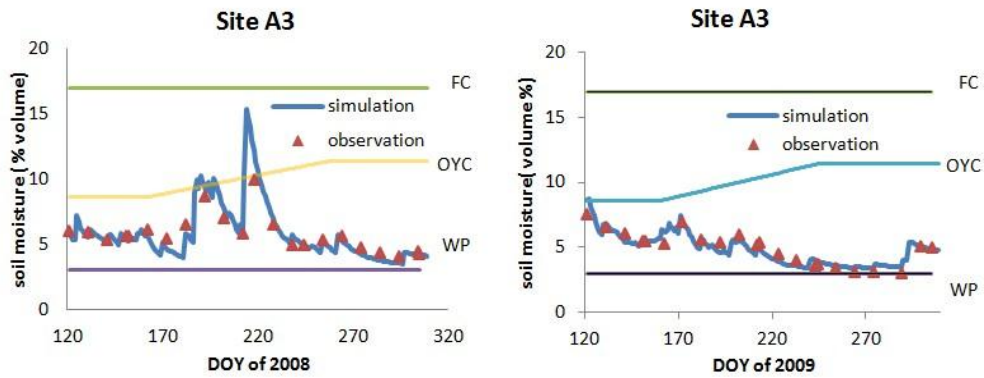 Site A3
20
15
10
5
0
soil moisture( % volume)
FC
simulation
observation
OYC
WP
120 170 220 270 320
DOY of 2008
Site A3
20
15
10
5
0
soil moisture( volume%)
FC
simulation
observation
OYC
WP
120 170 220 270
DOY of 2009